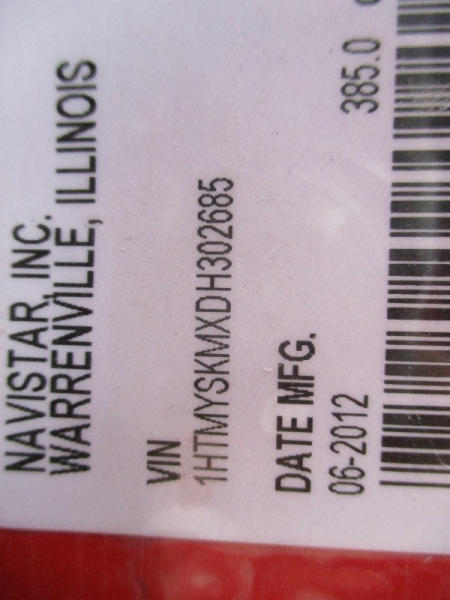 NAVISTAR, INC.
WARRENVILLE, ILLINOIS
VIN
1HTMYSKMXDH302685
DATE MFG.
06-2012
385.0